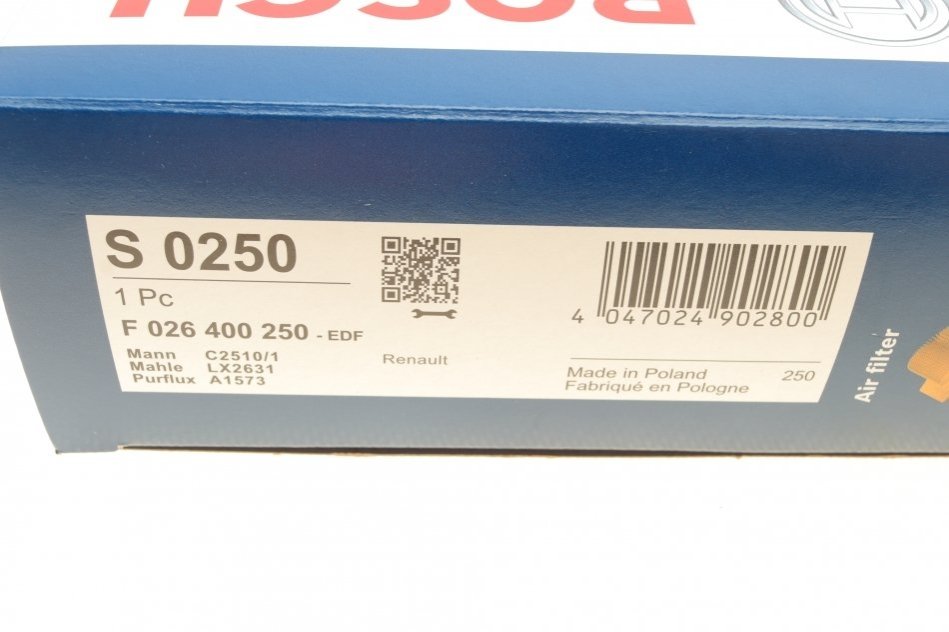 BOSCH
S 0250
1 Pc
F 026 400 250 - EDF
Mann C2510/1
Mahle LX2631
Purflux A1573
Renault
4 047024 902800
Made in Poland 250
Fabriqué en Pologne
Air filter